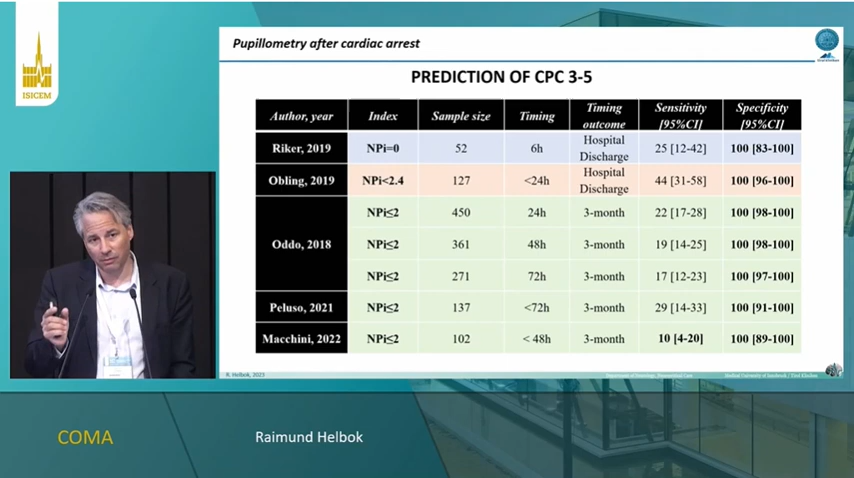 ISICEM
Pupillometry after cardiac arrest
PREDICTION OF CPC 3-5
Author, year Index Sample size Timing Timing outcome Sensitivity [95%CI] Specificity [95%CI]
Riker, 2019 NPi=0 52 6h Hospital Discharge 25 [12-42] 100 [83-100]
Obling, 2019 NPi<2.4 127 <24h Hospital Discharge 44 [31-58] 100 [96-100]
Oddo, 2018 NPi≤2 450 24h 3-month 22 [17-28] 100 [98-100]
NPi≤2 361 48h 3-month 19 [14-25] 100 [98-100]
NPi≤2 271 72h 3-month 17 [12-23] 100 [97-100]
Peluso, 2021 NPi≤2 137 <72h 3-month 29 [14-33] 100 [91-100]
Macchini, 2022 NPi≤2 102 < 48h 3-month 10 [4-20] 100 [89-100]
R. Helbok, 2023
Medical University of Innsbruck / Tirol Kliniken
COMA
Raimund Helbok